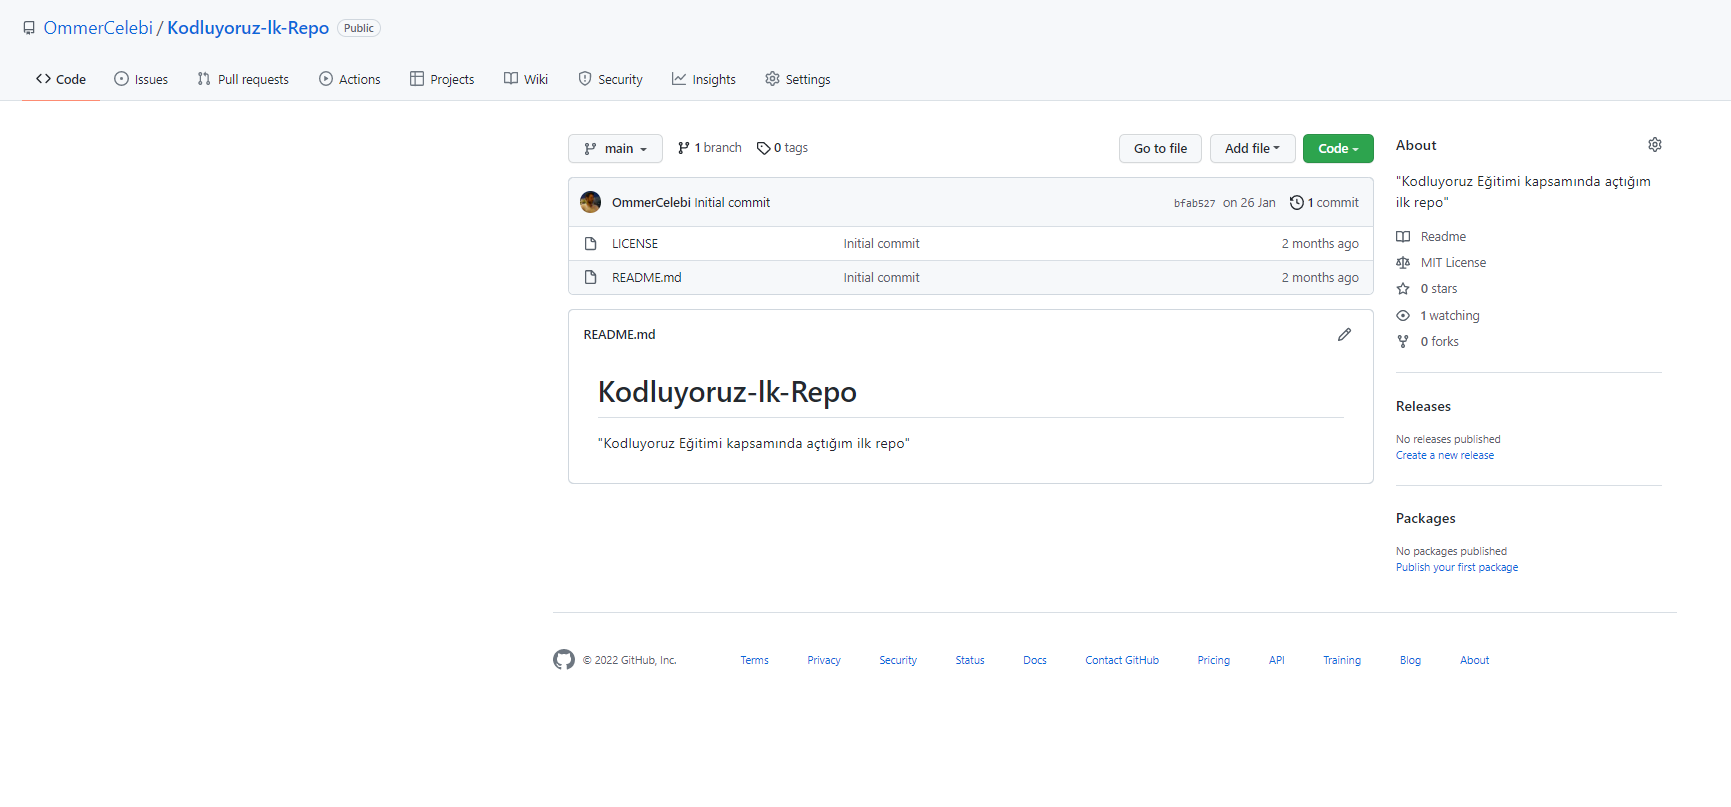 OmmerCelebi / Kodluyoruz-lk-Repo Public
Code Issues Pull requests Actions Projects Wiki Security Insights Settings
main 1 branch 0 tags Go to file Add file Code
OmmerCelebi Initial commit bfab527 on 26 Jan 1 commit
LICENSE Initial commit 2 months ago
README.md Initial commit 2 months ago
README.md
Kodluyoruz-lk-Repo
"Kodluyoruz Eğitimi kapsamında açtığım ilk repo"
About
"Kodluyoruz Eğitimi kapsamında açtığım
ilk repo"
Readme
MIT License
0 stars
1 watching
0 forks
Releases
No releases published
Create a new release
Packages
No packages published
Publish your first package
© 2022 GitHub, Inc. Terms Privacy Security Status Docs Contact GitHub Pricing API Training Blog About